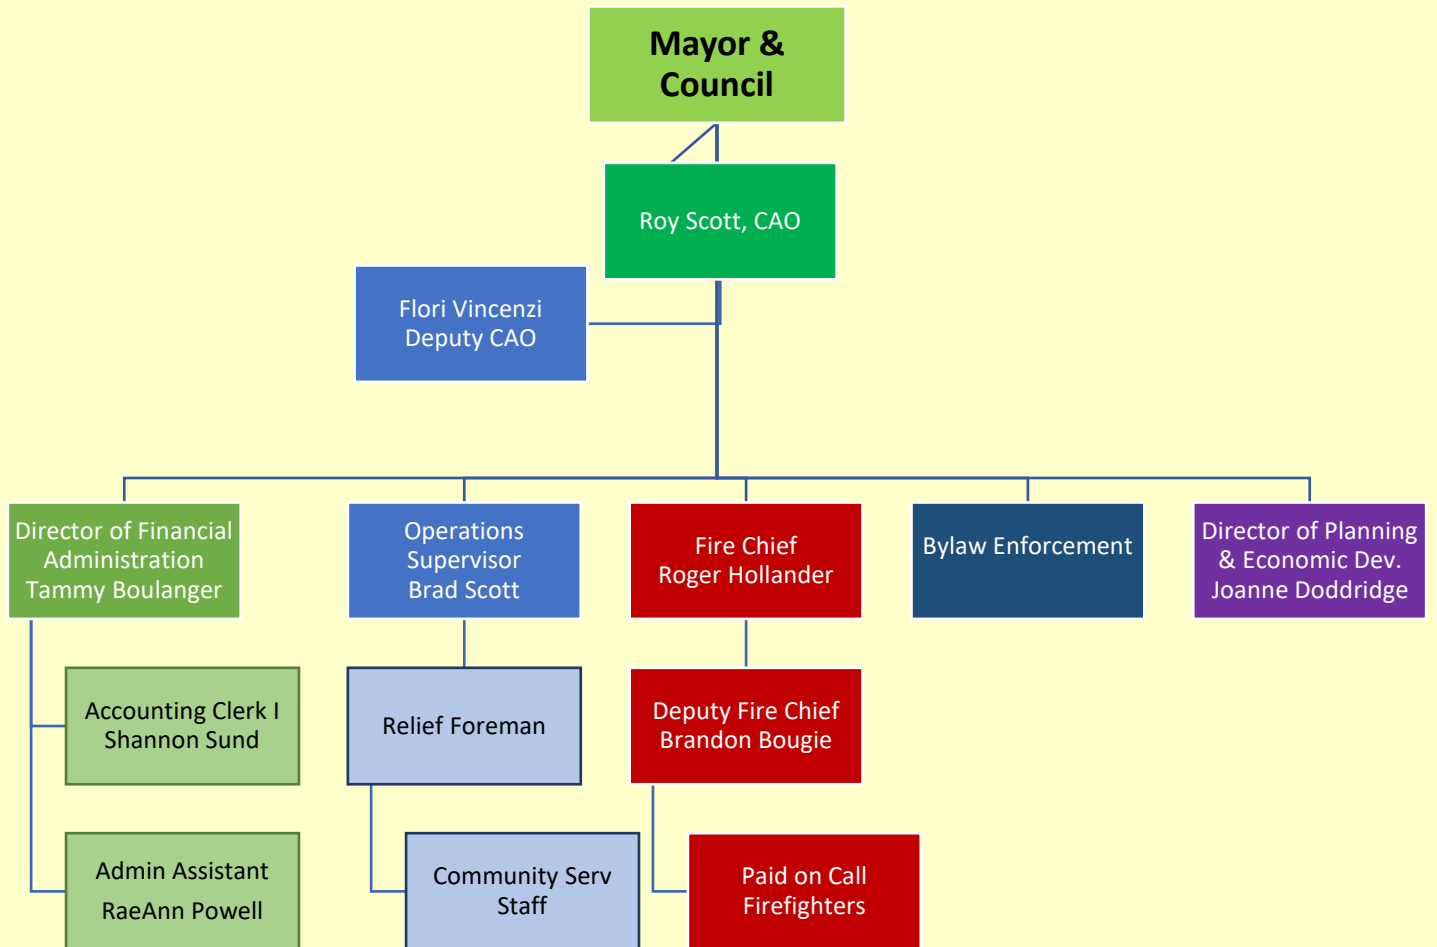 Mayor &
Council
Roy Scott, CAO
Flori Vincenzi
Deputy CAO
Director of Financial
Administration
Tammy Boulanger
Operations
Supervisor
Brad Scott
Fire Chief
Roger Hollander
Bylaw Enforcement
Director of Planning
& Economic Dev.
Joanne Doddridge
Accounting Clerk I
Shannon Sund
Relief Foreman
Deputy Fire Chief
Brandon Bougie
Admin Assistant
RaeAnn Powell
Community Serv
Staff
Paid on Call
Firefighters